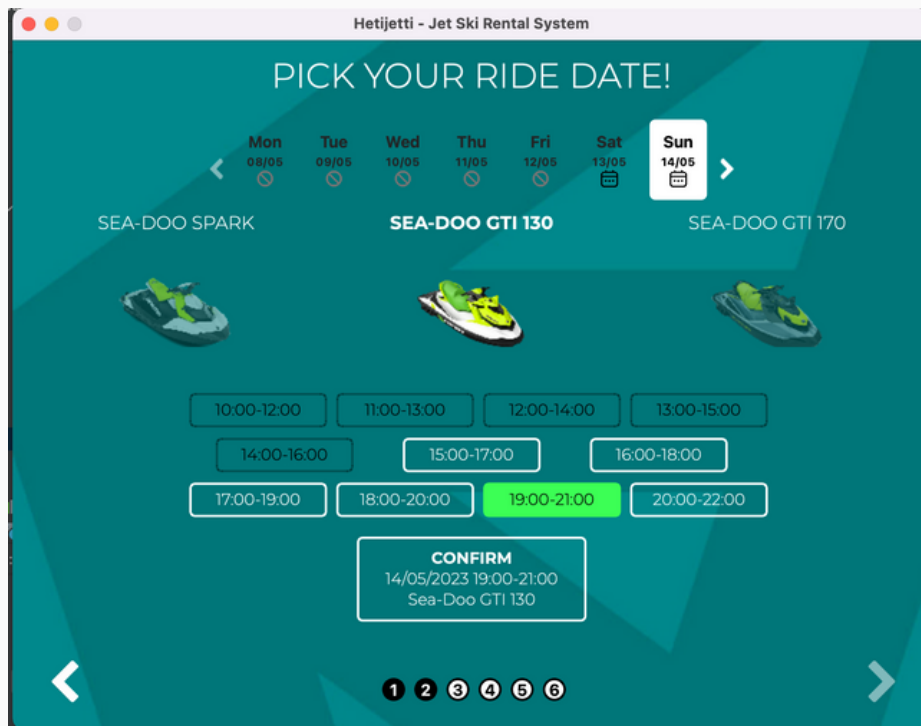 Hetijetti - Jet Ski Rental System
PICK YOUR RIDE DATE!
Mon Tue Wed Thu Fri Sat Sun
08/05 09/05 10/05 11/05 12/05 13/05 14/05
SEA-DOO SPARK SEA-DOO GTI 130 SEA-DOO GTI 170
10:00-12:00 11:00-13:00 12:00-14:00 13:00-15:00
14:00-16:00 15:00-17:00 16:00-18:00
17:00-19:00 18:00-20:00 19:00-21:00 20:00-22:00
CONFIRM
14/05/2023 19:00-21:00
Sea-Doo GTI 130
1 2 3 4 5 6